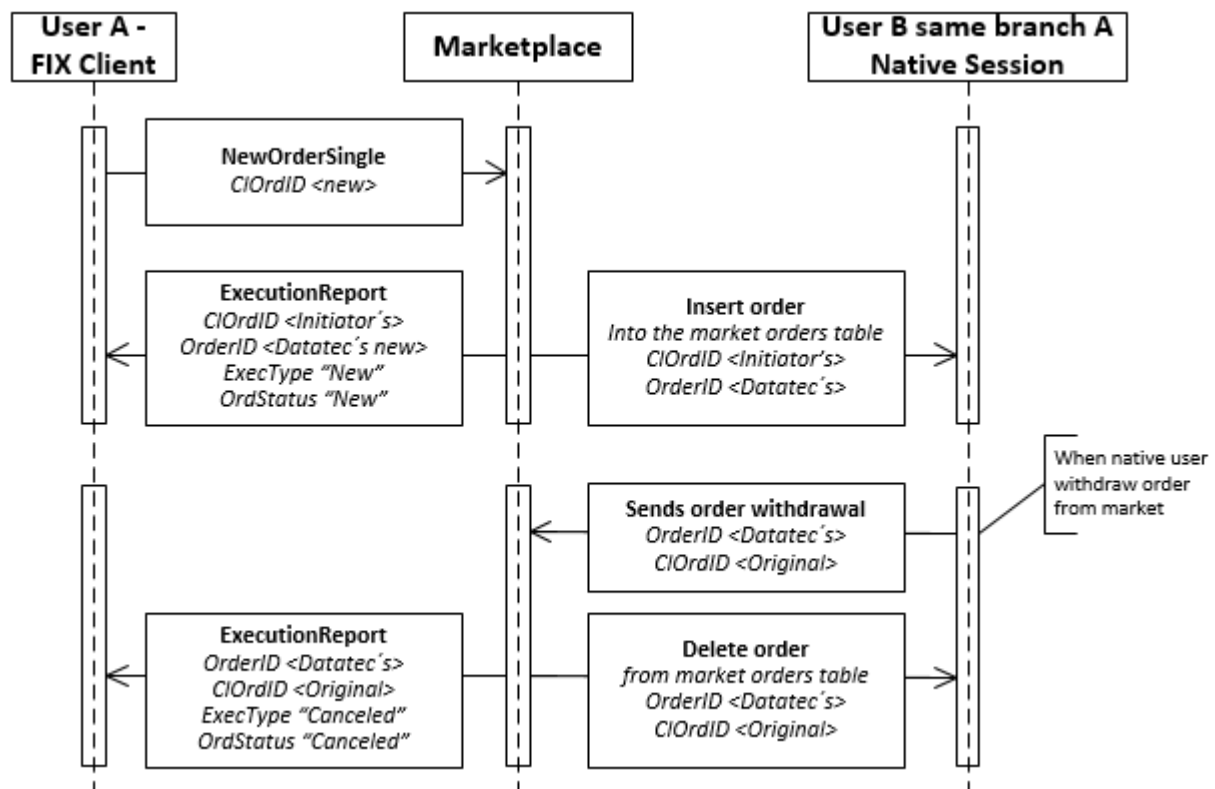 User A -
FIX Client
Marketplace
User B same branch A
Native Session
NewOrderSingle
ClOrdID <new>
ExecutionReport
ClOrdID <Initiator´s>
OrderID <Datatec´s new>
ExecType “New”
OrdStatus “New”
Insert order
Into the market orders table
ClOrdID <Initiator’s>
OrderID <Datatec´s>
When native user
withdraw order
from market
Sends order withdrawal
OrderID <Datatec´s>
ClOrdID <Original>
ExecutionReport
OrderID <Datatec´s>
ClOrdID <Original>
ExecType “Canceled”
OrdStatus “Canceled”
Delete order
from market orders table
OrderID <Datatec´s>
ClOrdID <Original>